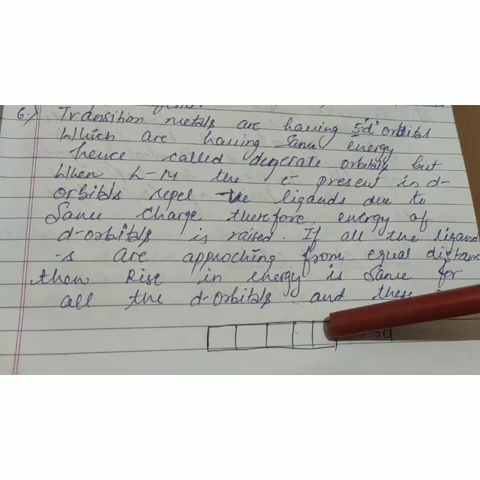 6.) Transition metals are having 5'd' orbitals
Which are having Same energy
hence called degerate orbitals but
When L-M the e- present in d-
orbitals repel the ligands due to
Same charge therefore, energy of
d-orbitals is raised. If all the ligand
-s are approaching from equal distanc
then Rise in energy is Same for
all the d-orbitals and these